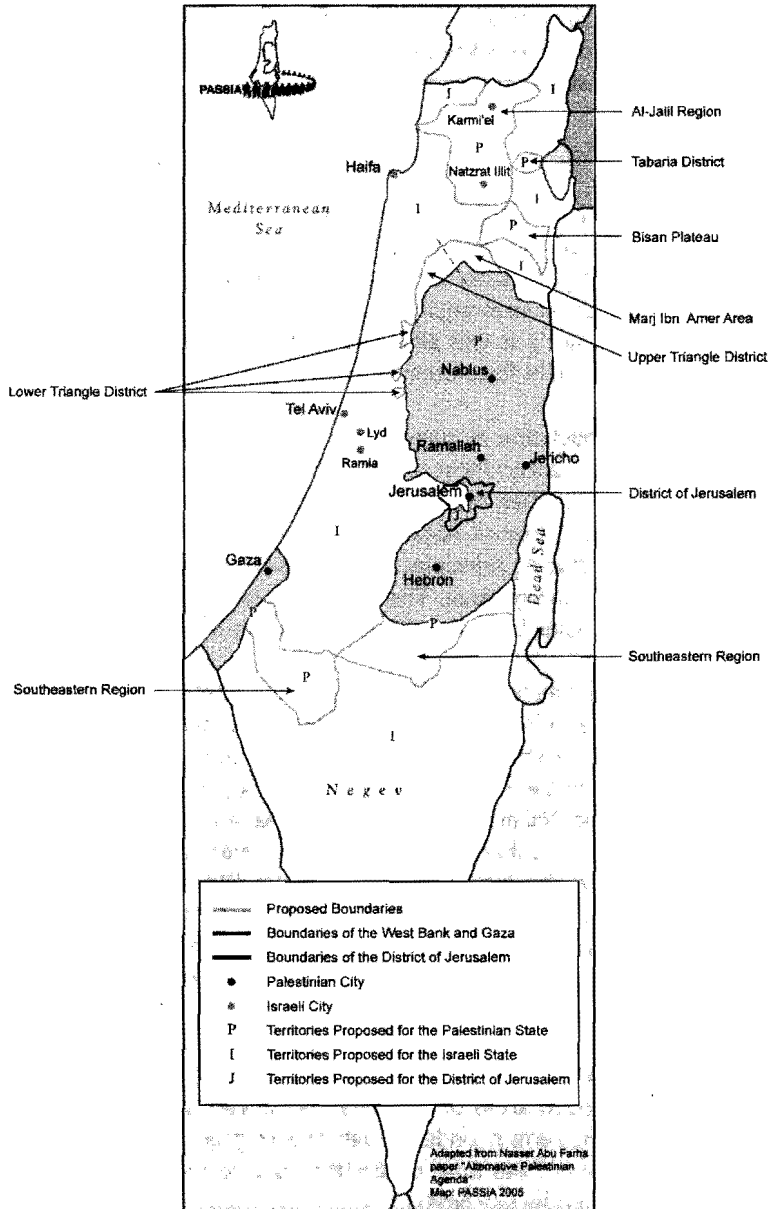 PASSIA
Al-Jalil Region
Karmi'el
P
Tabaria District
Haifa
Natzrat Illit
P
Mediterranean
Sea
I
I
I
P
Bisan Plateau
I
Marj Ibn Amer Area
Upper Triangle District
P
Nablus
Lower Triangle District
Tel Aviv
Lyd
Ramla
Ramallah
Jericho
Jerusalem
District of Jerusalem
J
I
Gaza
Hebron
Dead Sea
P
P
Southeastern Region
Southeastern Region
P
I
Negev
Proposed Boundaries
Boundaries of the West Bank and Gaza
Boundaries of the District of Jerusalem
Palestinian City
Israeli City
P Territories Proposed for the Palestinian State
I Territories Proposed for the Israeli State
J Territories Proposed for the District of Jerusalem
Adapted from Nasser Abu Farha
paper "Alternative Palestinian
Agenda"
Map: PASSIA 2005